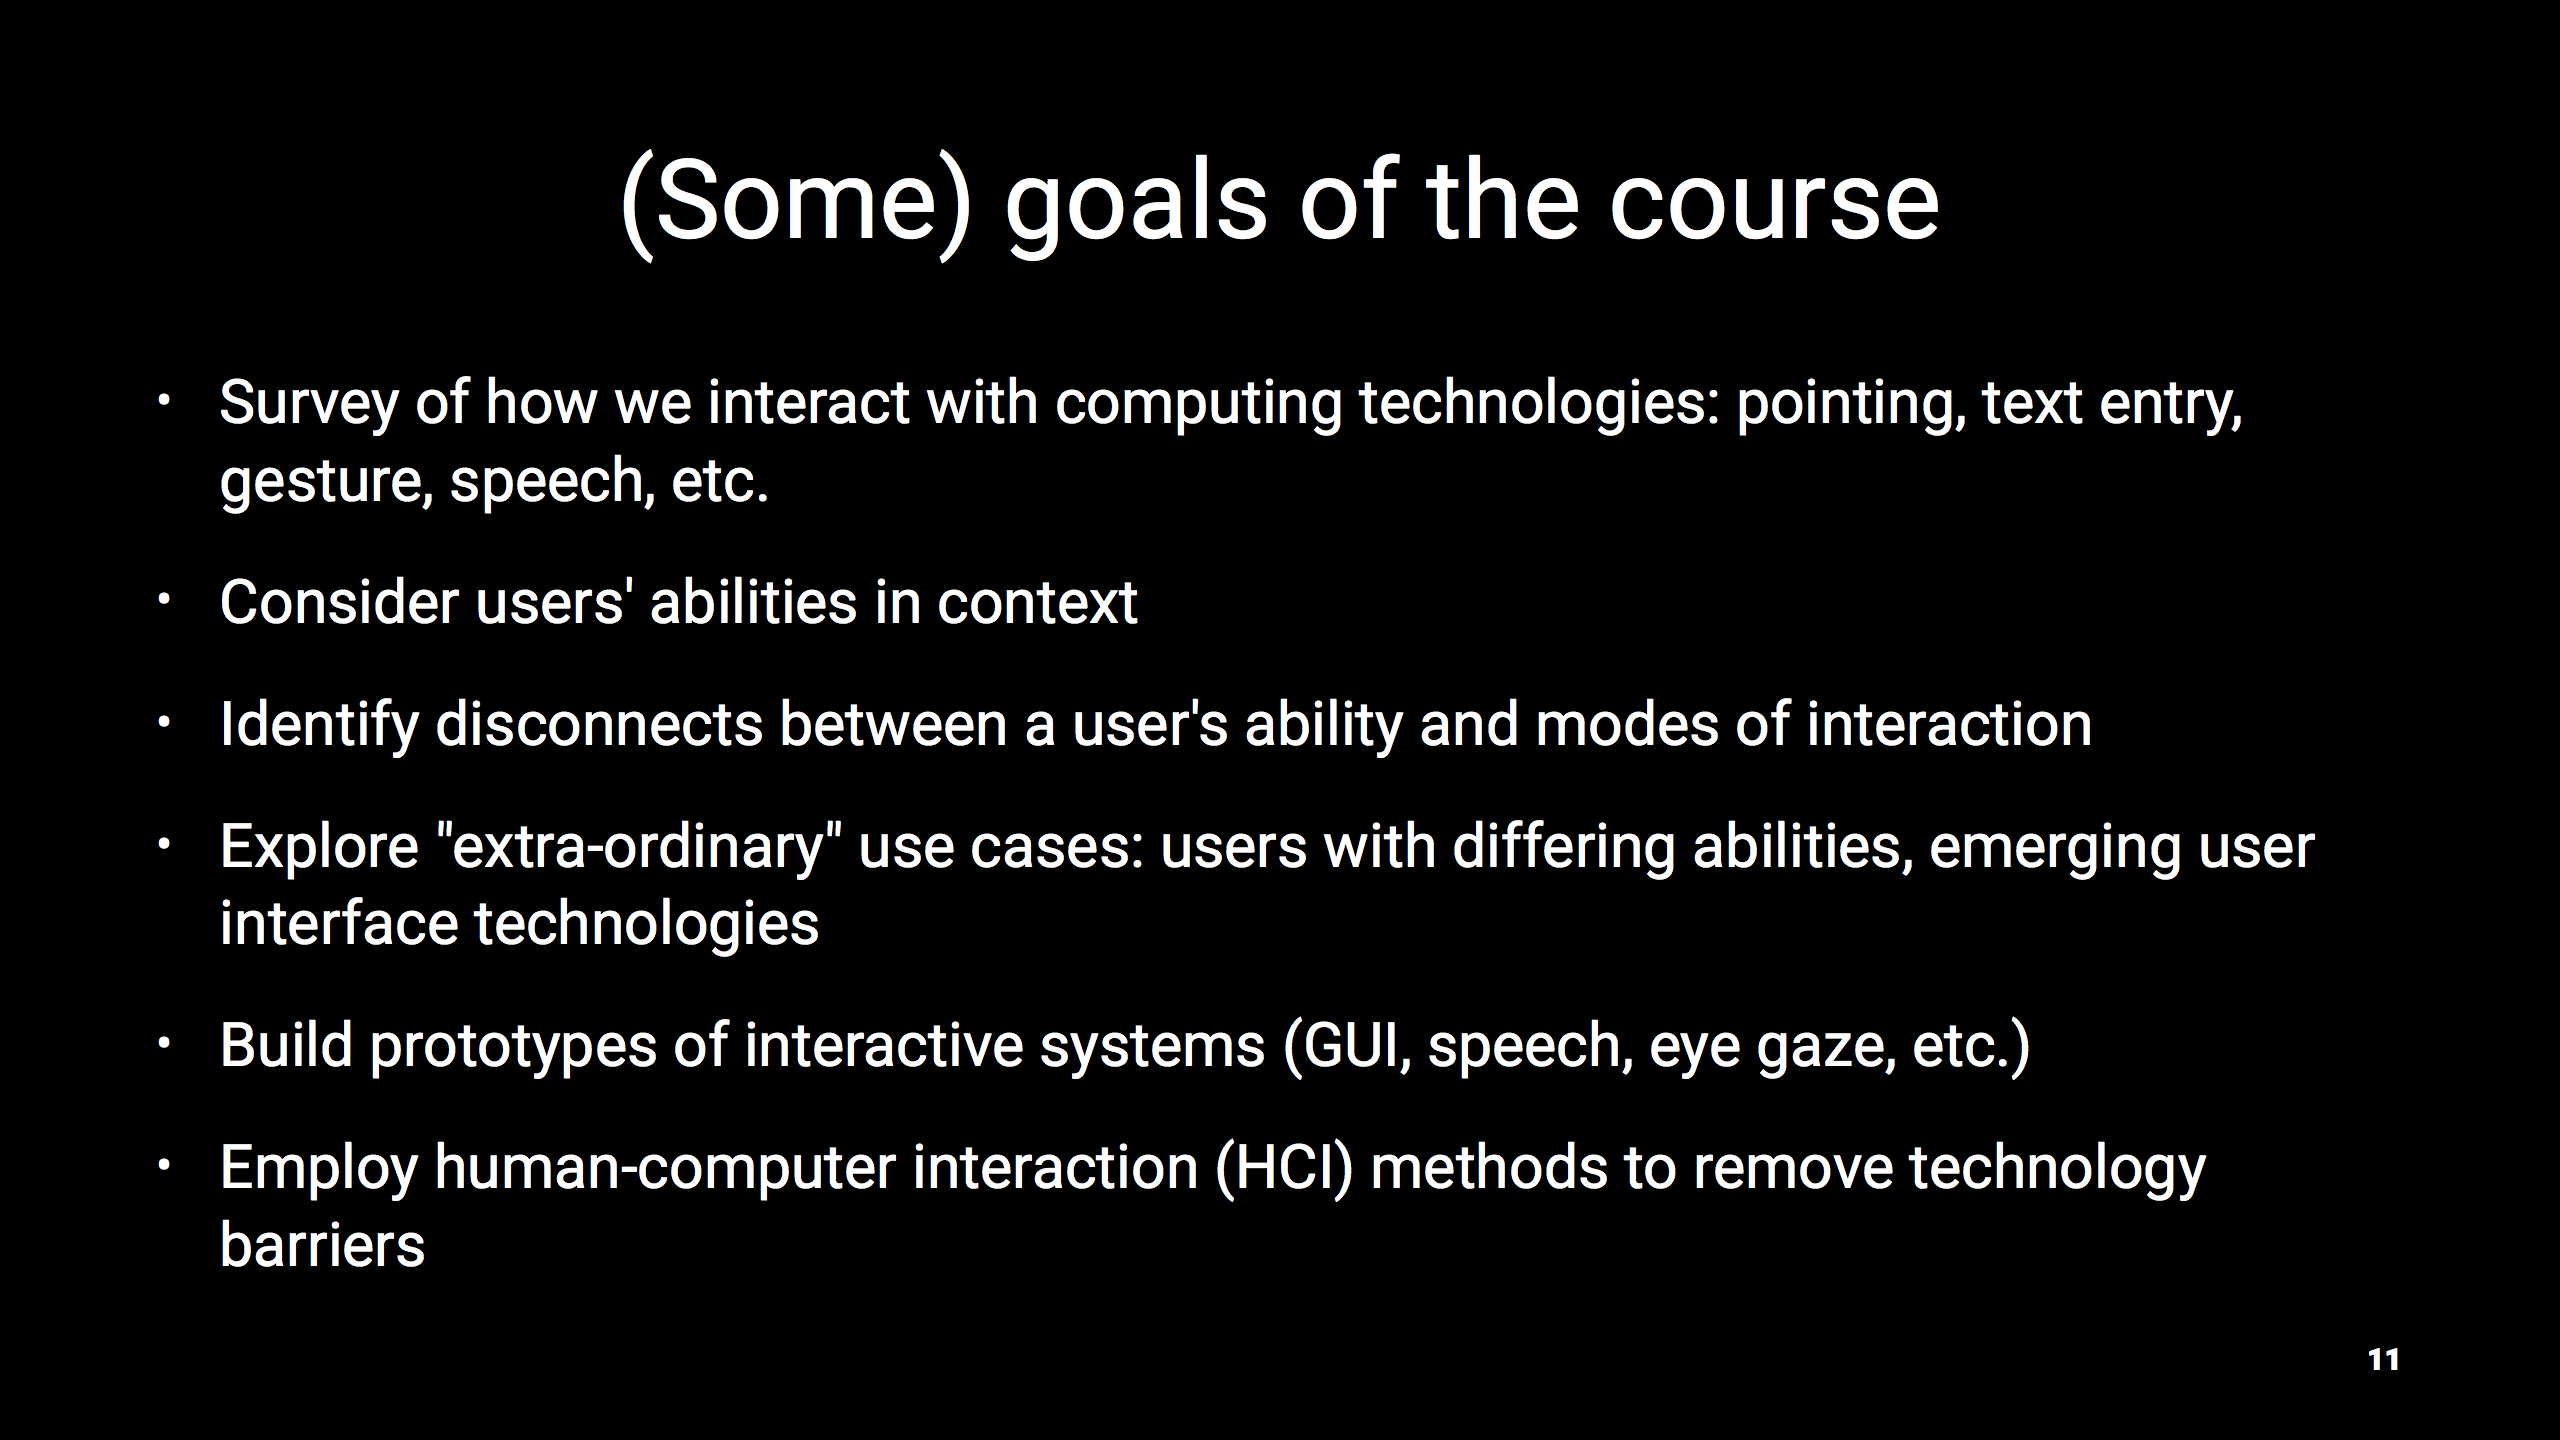 (Some) goals of the course
• Survey of how we interact with computing technologies: pointing, text entry,
gesture, speech, etc.
• Consider users' abilities in context
• Identify disconnects between a user's ability and modes of interaction
• Explore "extra-ordinary" use cases: users with differing abilities, emerging user
interface technologies
• Build prototypes of interactive systems (GUI, speech, eye gaze, etc.)
• Employ human-computer interaction (HCI) methods to remove technology
barriers
11